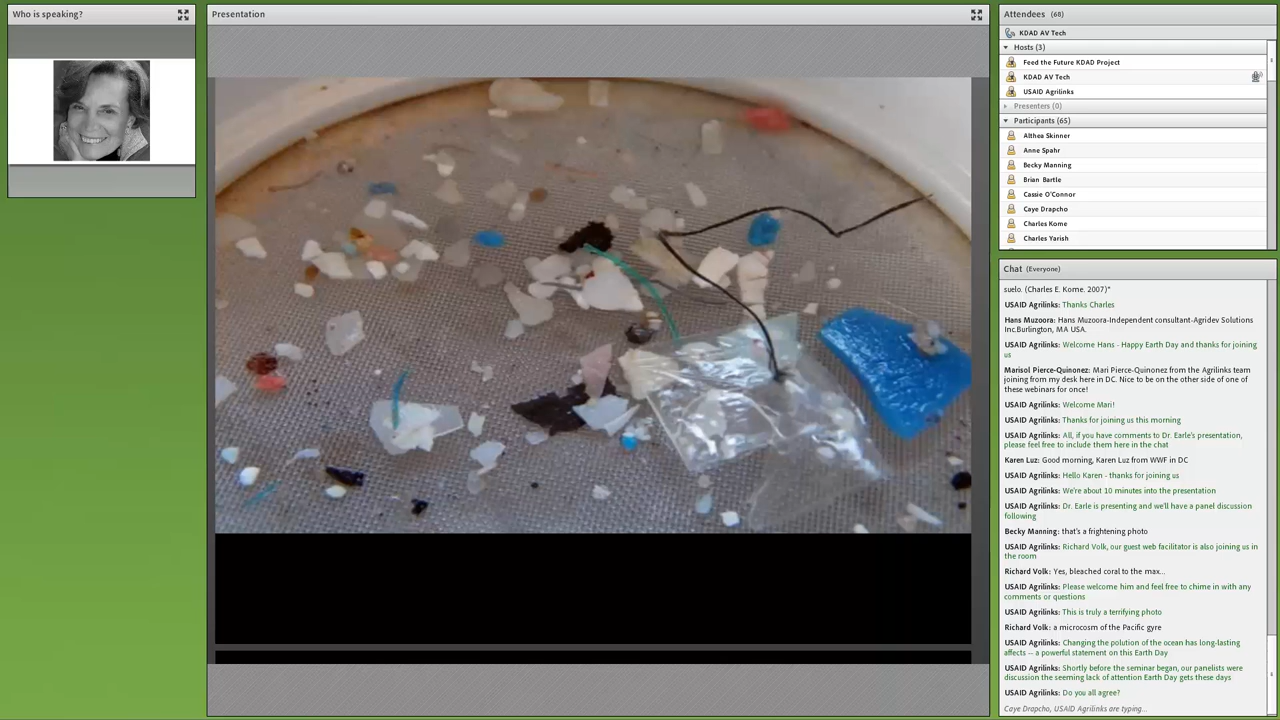 Who is speaking?
Presentation
Attendees (68)
KDAD AV Tech
Hosts (3)
Feed the Future KDAD Project
KDAD AV Tech
USAID Agrilinks
Presenters (0)
Participants (65)
Althea Skinner
Anne Spahr
Becky Manning
Brian Bartle
Cassie O'Connor
Caye Drapcho
Charles Kome
Charles Yarish
Chat (Everyone)
suelo. (Charles E. Kome. 2007)"
USAID Agrilinks: Thanks Charles
Hans Muzoora: Hans Muzoora-Independent consultant-Agridev Solutions
Inc.Burlington, MA USA.
USAID Agrilinks: Welcome Hans - Happy Earth Day and thanks for joining
us
Marisol Pierce-Quinonez: Mari Pierce-Quinonez from the Agrilinks team
joining from my desk here in DC. Nice to be on the other side of one of
these webinars for once!
USAID Agrilinks: Welcome Mari!
USAID Agrilinks: Thanks for joining us this morning
USAID Agrilinks: All, if you have comments to Dr. Earle's presentation,
please feel free to include them here in the chat
Karen Luz: Good morning, Karen Luz from WWF in DC
USAID Agrilinks: Hello Karen - thanks for joining us
USAID Agrilinks: We're about 10 minutes into the presentation
USAID Agrilinks: Dr. Earle is presenting and we'll have a panel discussion
following
Becky Manning: that's a frightening photo
USAID Agrilinks: Richard Volk, our guest web facilitator is also joining us in
the room
Richard Volk: Yes, bleached coral to the max...
USAID Agrilinks: Please welcome him and feel free to chime in with any
comments or questions
USAID Agrilinks: This is truly a terrifying photo
Richard Volk: a microcosm of the Pacific gyre
USAID Agrilinks: Changing the polution of the ocean has long-lasting
affects -- a powerful statement on this Earth Day
USAID Agrilinks: Shortly before the seminar began, our panelists were
discussion the seeming lack of attention Earth Day gets these days
USAID Agrilinks: Do you all agree?
Caye Drapcho, USAID Agrilinks are typing...